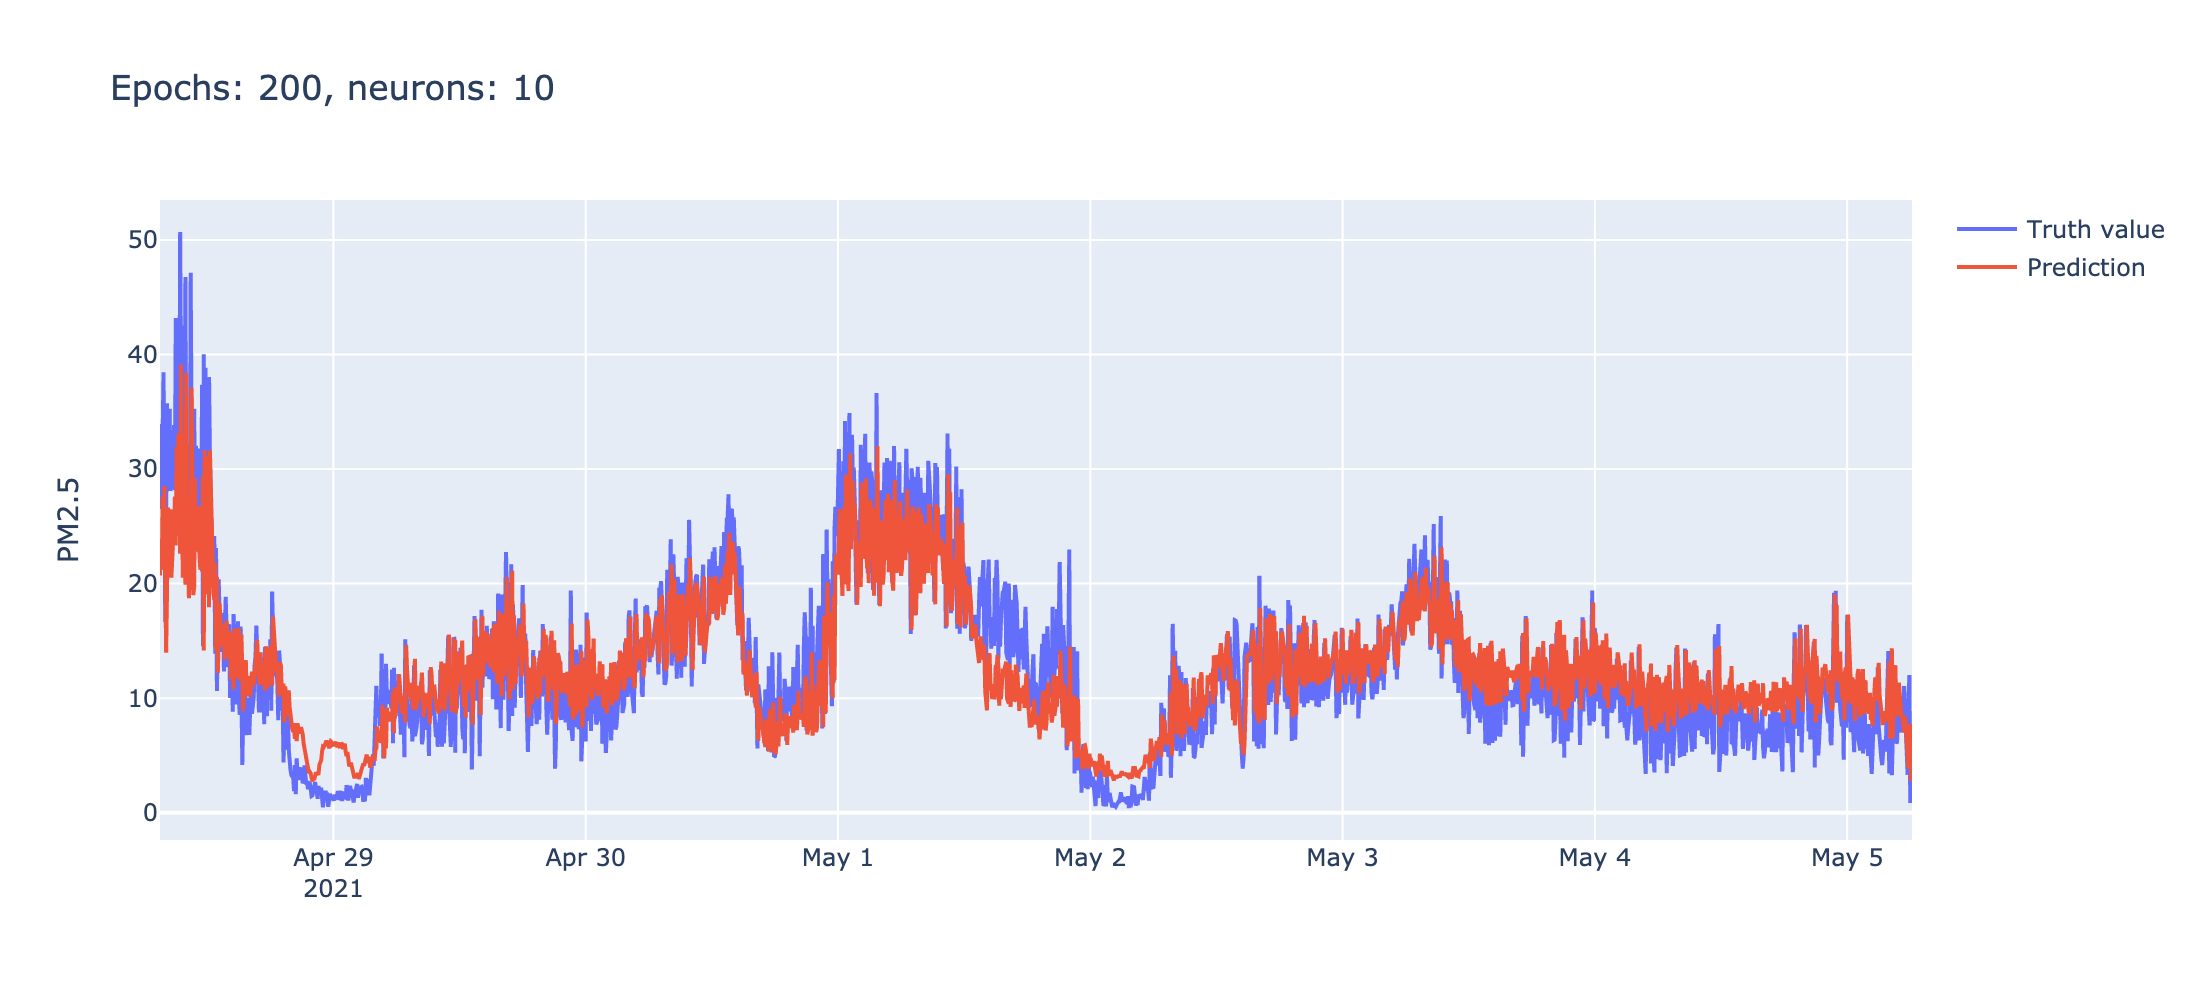 Epochs: 200, neurons: 10
Truth value
Prediction
PM2.5
50
40
30
20
10
0
Apr 29
2021
Apr 30
May 1
May 2
May 3
May 4
May 5